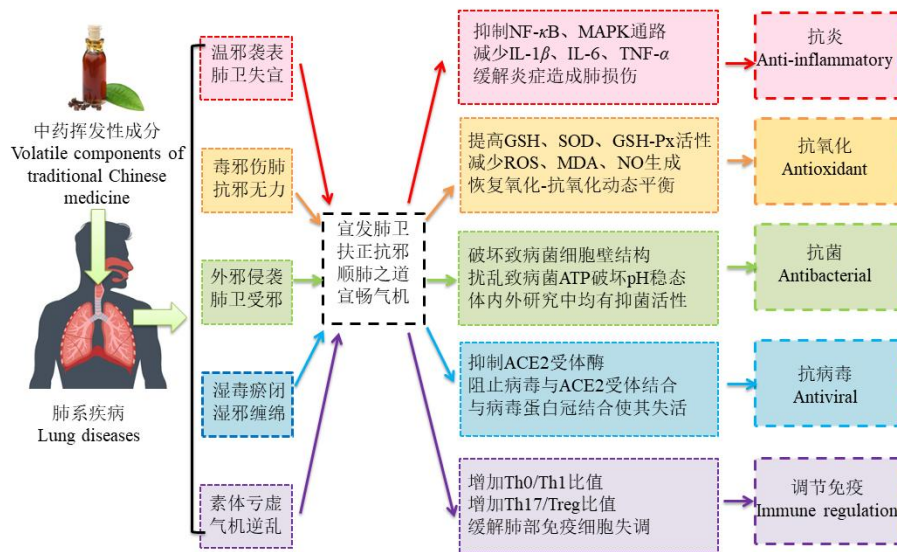 中药挥发性成分
Volatile components of
traditional Chinese
medicine
肺系疾病
Lung diseases
温邪袭表
肺卫失宣
毒邪伤肺
抗邪无力
外邪侵袭
肺卫受邪
湿毒瘀闭
湿邪缠绵
素体亏虚
气机逆乱
宣发肺卫
扶正抗邪
顺肺之道
宣畅气机
抑制NF-κB、MAPK通路
减少IL-1β、IL-6、TNF-α
缓解炎症造成肺损伤
提高GSH、SOD、GSH-Px活性
减少ROS、MDA、NO生成
恢复氧化-抗氧化动态平衡
破坏致病菌细胞壁结构
扰乱致病菌ATP破坏pH稳态
体内外研究中均有抑菌活性
抑制ACE2受体酶
阻止病毒与ACE2受体结合
与病毒蛋白冠结合使其失活
增加Th0/Th1比值
增加Th17/Treg比值
缓解肺部免疫细胞失调
抗炎
Anti-inflammatory
抗氧化
Antioxidant
抗菌
Antibacterial
抗病毒
Antiviral
调节免疫
Immune regulation